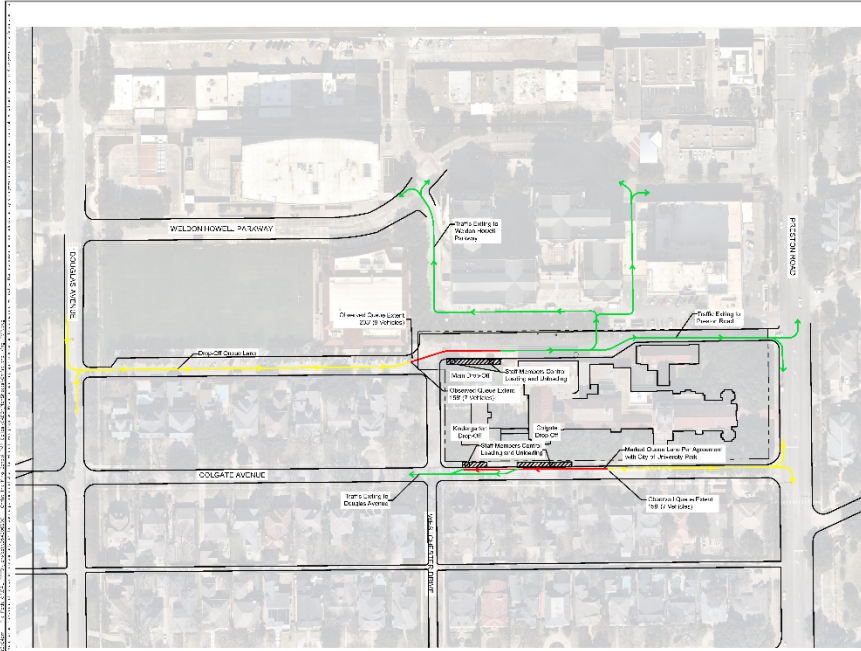 WELDON HOWELL PARKWAY
DOUGLAS AVENUE
PRESTON ROAD
Traffic Exiting to
Weldon Howell
Parkway
Observed Queue Extent
(8 Vehicles)
Traffic Exiting to
Preston Road
Drop-Off Queue Lane
Main Drop-Off
Staff Members Control
Loading and Unloading
Observed Queue Extent
(7 Vehicles)
Kindergarten
Drop-Off
Colgate
Drop Off
Staff Members Control
Loading and Unloading
Marked Queue Lane Per Agreement
with City of University Park
COLGATE AVENUE
Traffic Exiting to
Douglas Avenue
Observed Queue Extent
(7 Vehicles)
DRIVE